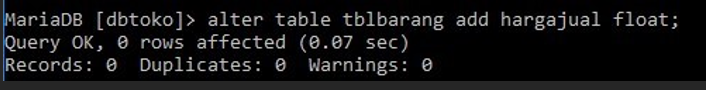 MariaDB [dbtoko]> alter table tblbarang add hargajual float;
Query OK, 0 rows affected (0.07 sec)
Records: 0  Duplicates: 0  Warnings: 0